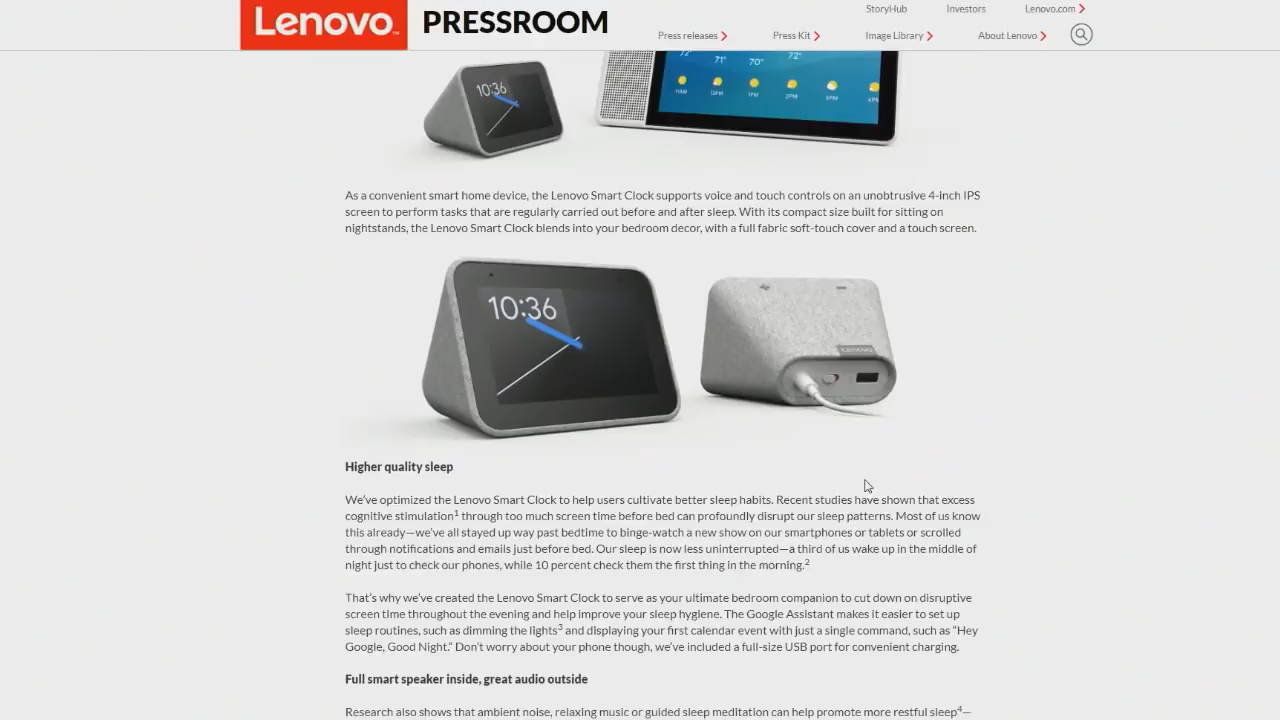 Lenovo™
PRESSROOM
StoryHub Investors Lenovo.com
Press releases Press Kit Image Library About Lenovo
10:36
72° 71° 70° 72°
11AM 12PM 1PM 2PM 3PM 4PM
As a convenient smart home device, the Lenovo Smart Clock supports voice and touch controls on an unobtrusive 4-inch IPS
screen to perform tasks that are regularly carried out before and after sleep. With its compact size built for sitting on
nightstands, the Lenovo Smart Clock blends into your bedroom decor, with a full fabric soft-touch cover and a touch screen.
10:36
LENOVO
Higher quality sleep
We’ve optimized the Lenovo Smart Clock to help users cultivate better sleep habits. Recent studies have shown that excess
cognitive stimulation¹ through too much screen time before bed can profoundly disrupt our sleep patterns. Most of us know
this already—we’ve all stayed up way past bedtime to binge-watch a new show on our smartphones or tablets or scrolled
through notifications and emails just before bed. Our sleep is now less uninterrupted—a third of us wake up in the middle of
night just to check our phones, while 10 percent check them the first thing in the morning.²
That’s why we’ve created the Lenovo Smart Clock to serve as your ultimate bedroom companion to cut down on disruptive
screen time throughout the evening and help improve your sleep hygiene. The Google Assistant makes it easier to set up
sleep routines, such as dimming the lights³ and displaying your first calendar event with just a single command, such as “Hey
Google, Good Night.” Don’t worry about your phone though, we’ve included a full-size USB port for convenient charging.
Full smart speaker inside, great audio outside
Research also shows that ambient noise, relaxing music or guided sleep meditation can help promote more restful sleep⁴—